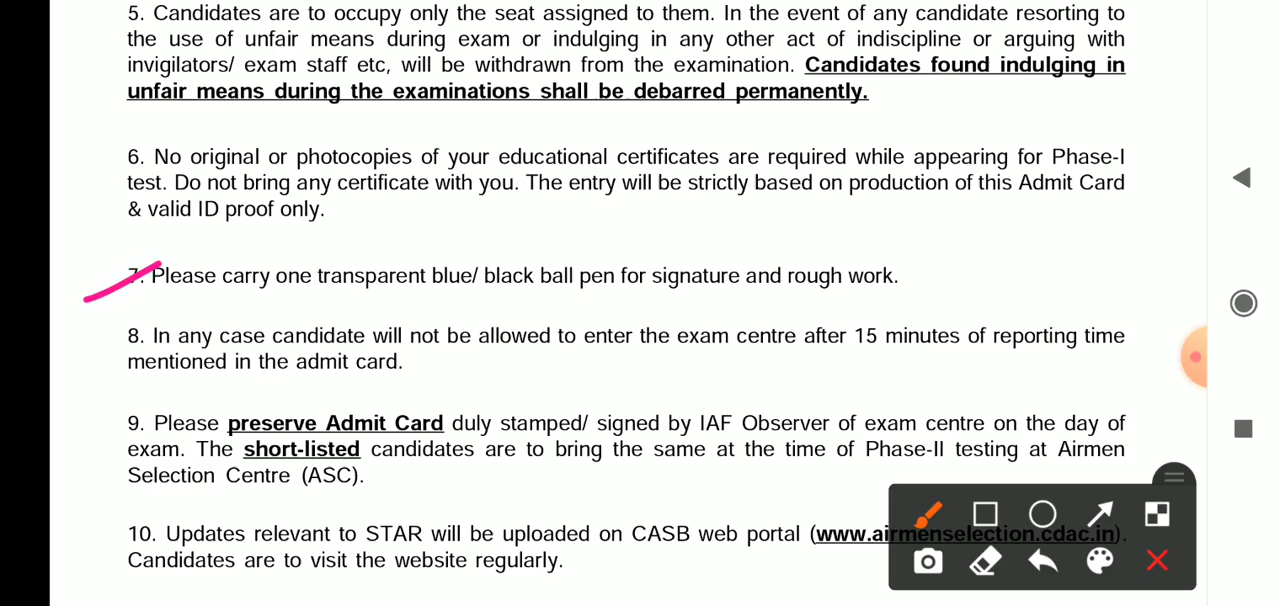 5. Candidates are to occupy only the seat assigned to them. In the event of any candidate resorting to
the use of unfair means during exam or indulging in any other act of indiscipline or arguing with
invigilators/ exam staff etc, will be withdrawn from the examination. Candidates found indulging in
unfair means during the examinations shall be debarred permanently.
6. No original or photocopies of your educational certificates are required while appearing for Phase-I
test. Do not bring any certificate with you. The entry will be strictly based on production of this Admit Card
& valid ID proof only.
7. Please carry one transparent blue/ black ball pen for signature and rough work.
8. In any case candidate will not be allowed to enter the exam centre after 15 minutes of reporting time
mentioned in the admit card.
9. Please preserve Admit Card duly stamped/ signed by IAF Observer of exam centre on the day of
exam. The short-listed candidates are to bring the same at the time of Phase-II testing at Airmen
Selection Centre (ASC).
10. Updates relevant to STAR will be uploaded on CASB web portal (www.airmenselection.cdac.in).
Candidates are to visit the website regularly.